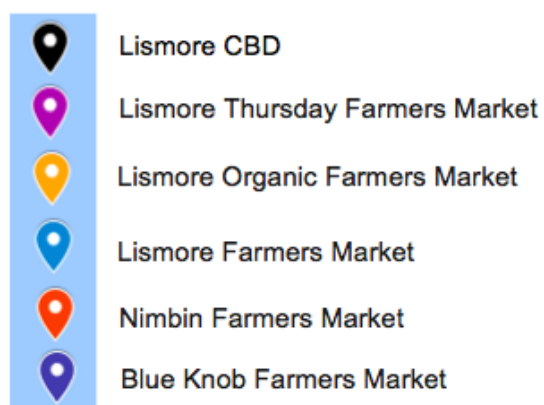 Lismore CBD
Lismore Thursday Farmers Market
Lismore Organic Farmers Market
Lismore Farmers Market
Nimbin Farmers Market
Blue Knob Farmers Market